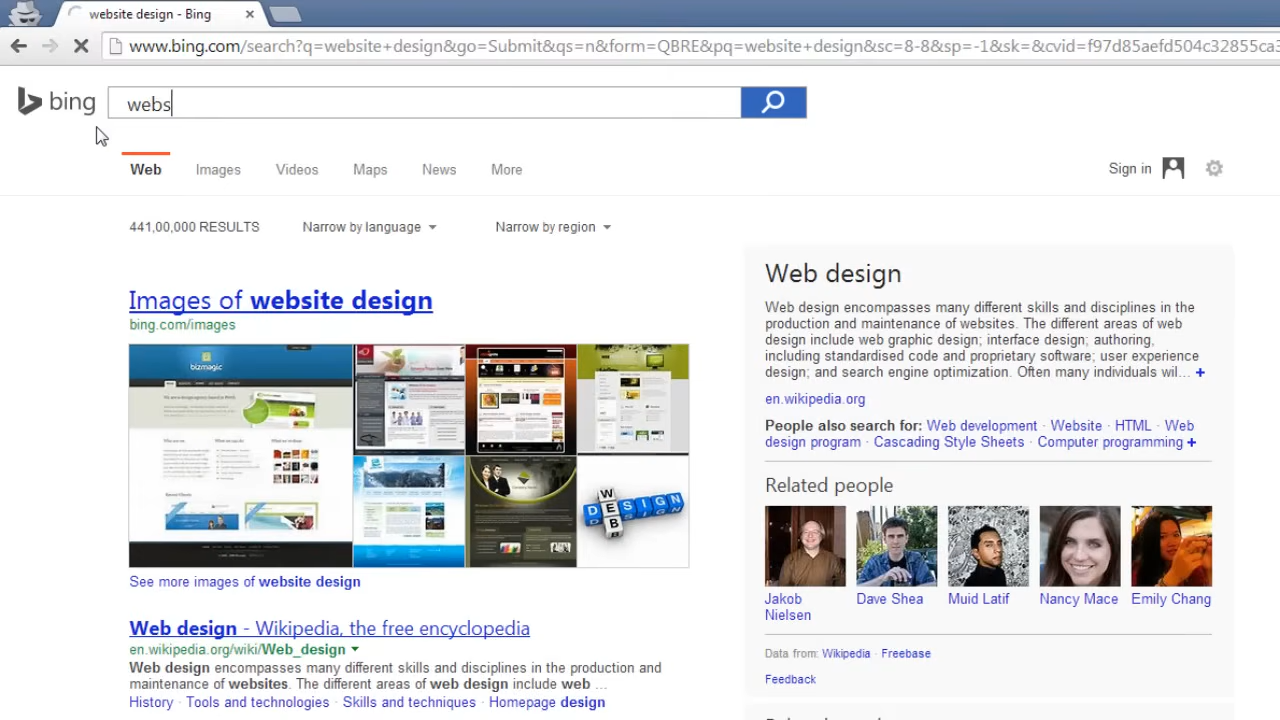 website design - Bing
www.bing.com/search?q=website+design&go=Submit&qs=n&form=QBRE&pq=website+design&sc=8-8&sp=-1&sk=&cvid=f97d85aefd504c32855ca3
bing
webs
Web Images Videos Maps News More
Sign in
441,00,000 RESULTS Narrow by language Narrow by region
Images of website design
bing.com/images
bizmagic
DESIGN
WEB
See more images of website design
Web design - Wikipedia, the free encyclopedia
en.wikipedia.org/wiki/Web_design
Web design encompasses many different skills and disciplines in the production and
maintenance of websites. The different areas of web design include web ...
History · Tools and technologies · Skills and techniques · Homepage design
Web design
Web design encompasses many different skills and disciplines in the
production and maintenance of websites. The different areas of web
design include web graphic design; interface design; authoring,
including standardised code and proprietary software; user experience
design; and search engine optimization. Often many individuals wil... +
en.wikipedia.org
People also search for: Web development · Website · HTML · Web
design program · Cascading Style Sheets · Computer programming +
Related people
Jakob
Nielsen
Dave Shea
Muid Latif
Nancy Mace
Emily Chang
Data from: Wikipedia · Freebase
Feedback